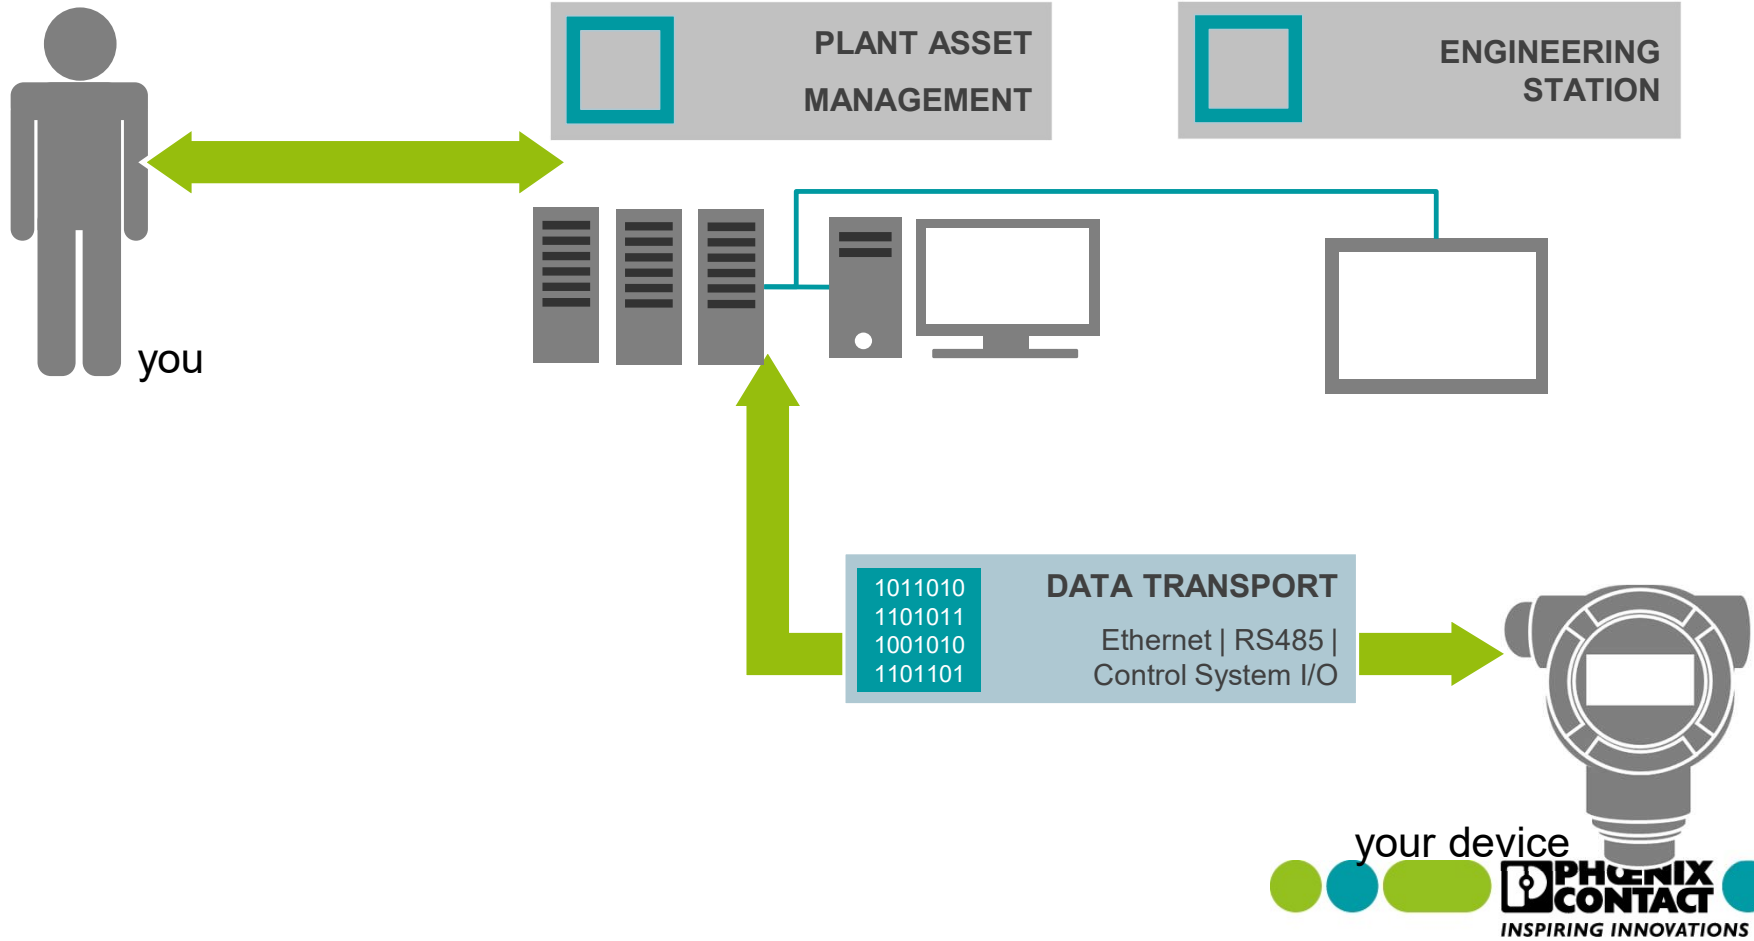 PLANT ASSET
MANAGEMENT
ENGINEERING
STATION
you
1011010
1101011
1001010
1101101
DATA TRANSPORT
Ethernet | RS485 |
Control System I/O
your device
PHŒNIX
CONTACT
INSPIRING INNOVATIONS